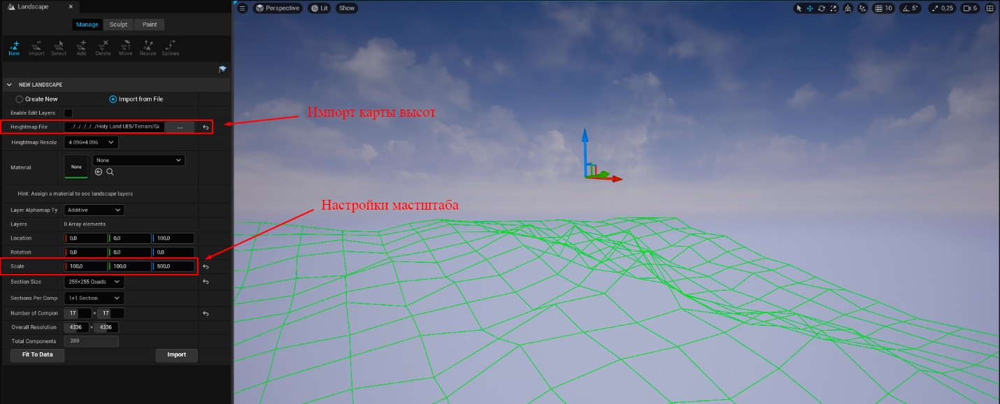 Landscape ×
Manage Sculpt Paint
New Import Select Add Delete Move Resize Splines
NEW LANDSCAPE
Create New Import from File
Enable Edit Layers
Heightmap File ../../../../../Holy Land UE5/Terrain/Ga ...
Heightmap Resolu 4 096×4 096
Material None None
Hint: Assign a material to see landscape layers
Layer Alphamap Ty Additive
Layers 0 Array elements
Location 0,0 0,0 100,0
Rotation 0,0 0,0 0,0
Scale 100,0 100,0 500,0
Section Size 255×255 Quads
Sections Per Comp 1×1 Section
Number of Compon 17 × 17
Overall Resolution 4336 × 4336
Total Components 289
Fit To Data Import
Perspective Lit Show 10 5° 0,25 6
Импорт карты высот
Настройки мастштаба